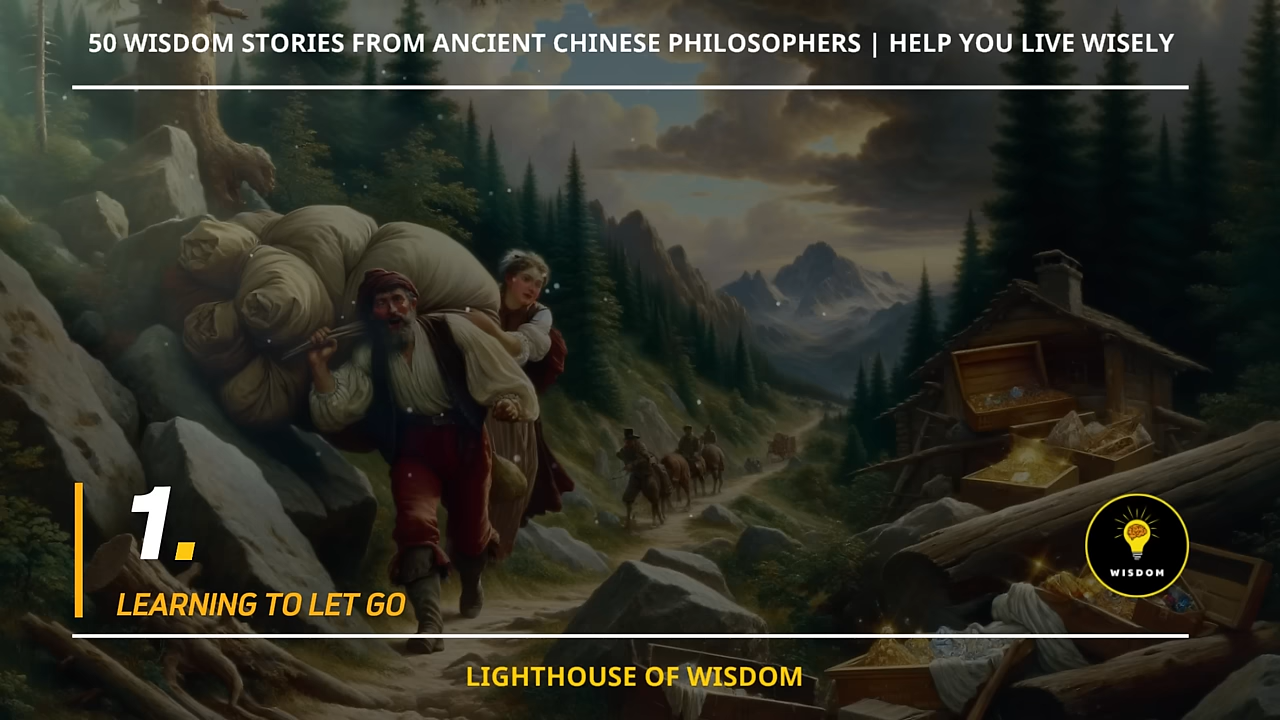 50 WISDOM STORIES FROM ANCIENT CHINESE PHILOSOPHERS | HELP YOU LIVE WISELY
1.
LEARNING TO LET GO
WISDOM
LIGHTHOUSE OF WISDOM